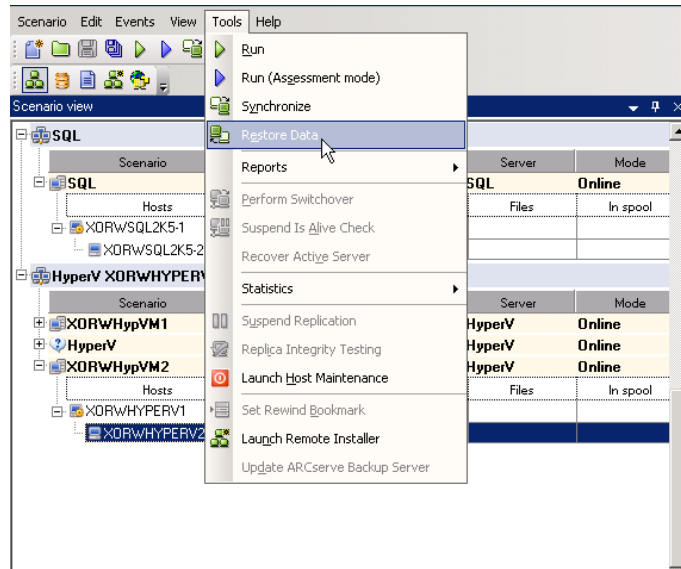 Scenario Edit Events View Tools Help
Run
Run (Assessment mode)
Scenario view
Synchronize
SQL
Restore Data
Scenario Server Mode
Reports
SQL SQL Online
Hosts Files In spool
Perform Switchover
XORWSQL2K5-1
Suspend Is Alive Check
XORWSQL2K5-2
Recover Active Server
HyperV XORWHYPERV
Statistics
Scenario Server Mode
XORWHypVM1 HyperV Online
Suspend Replication
HyperV HyperV Online
Replica Integrity Testing
XORWHypVM2 HyperV Online
Launch Host Maintenance
Hosts Files In spool
XORWHYPERV1
Set Rewind Bookmark
XORWHYPERV2
Launch Remote Installer
Update ARCserve Backup Server